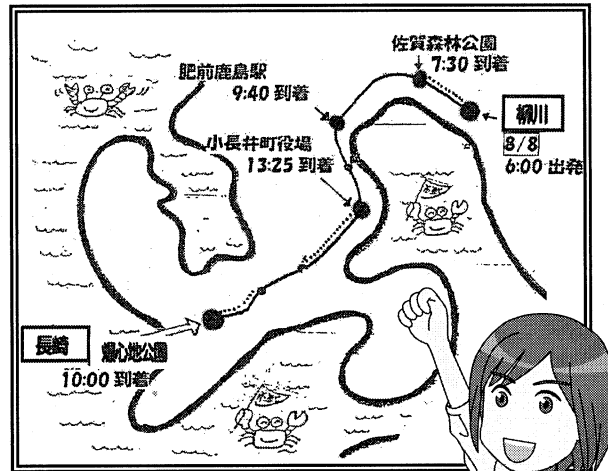 佐賀森林公園
7:30 到着
肥前鹿島駅
9:40 到着
柳川
8/8
6:00 出発
小長井町役場
13:25 到着
長崎
爆心地公園
10:00 到着